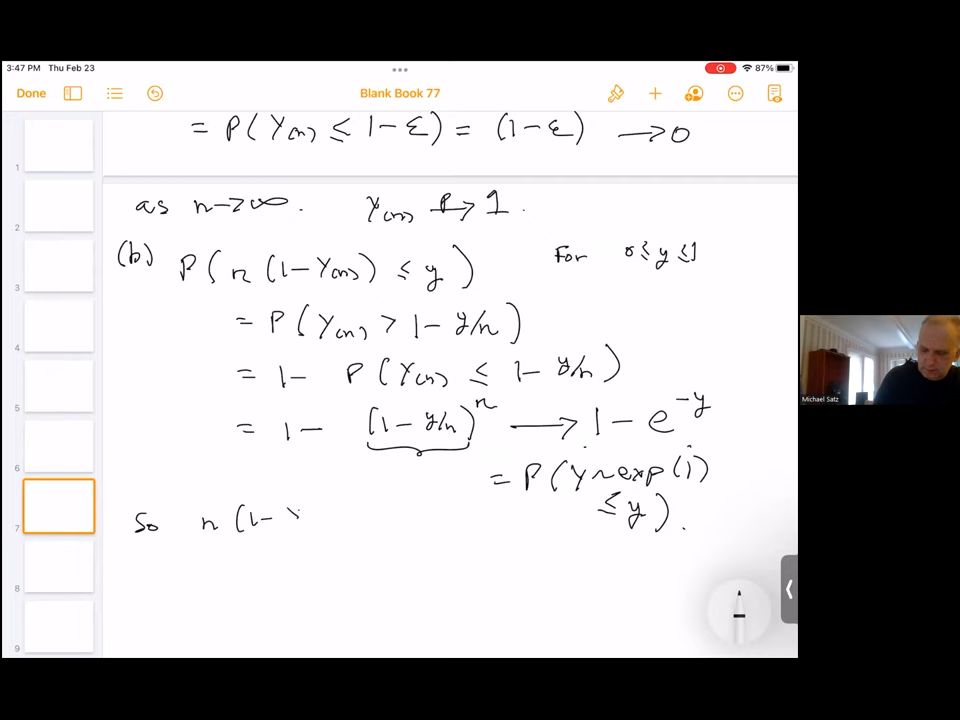 3:47 PM Thu Feb 23
87%
Done
Blank Book 77
= P(Y(n) ≤ 1-ε) = (1-ε) → 0
as n→∞. Y(n) P→ 1.
(b) P(n(1-Y(n)) ≤ y) For 0 ≤ y ≤ 1
= P(Y(n) > 1 - y/n)
= 1 - P(Y(n) ≤ 1 - y/n)
= 1 - (1 - y/n)^n → 1 - e^-y
= P(Y~exp(1)
≤ y).
So n(1-
1
2
3
4
5
6
7
8
9
Michael Satz